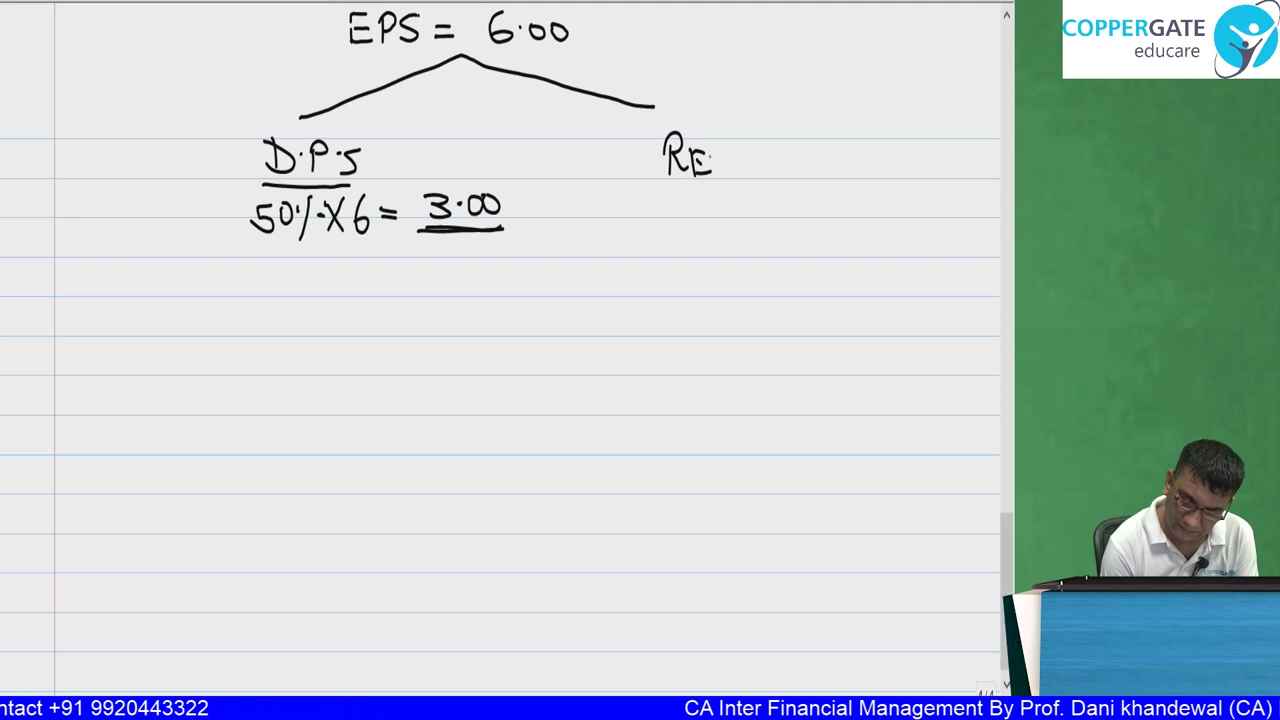 EPS = 6.00
COPPERGATE
educare
D.P.S
RE
50% X 6 = 3.00
ntact +91 9920443322
CA Inter Financial Management By Prof. Dani khandewal (CA)